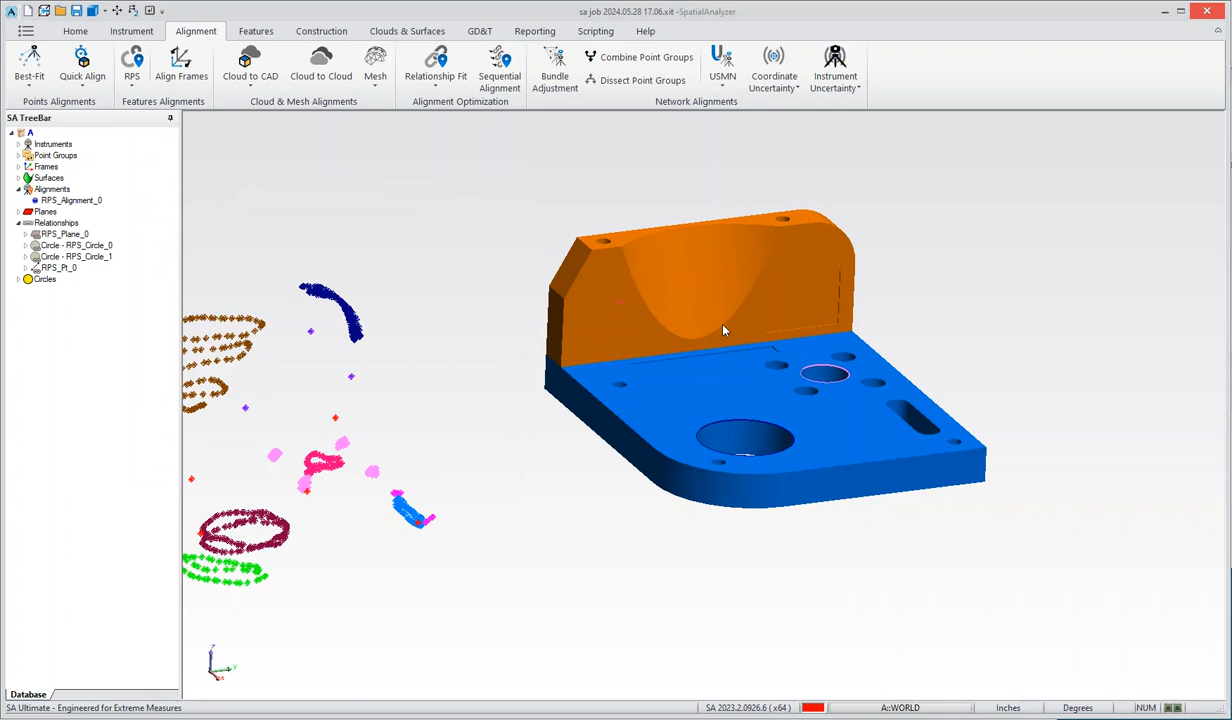 sa job 2024.05.28 17.06.xit - SpatialAnalyzer
Home Instrument Alignment Features Construction Clouds & Surfaces GD&T Reporting Scripting Help
Best-Fit
Quick Align
Points Alignments
RPS
Align Frames
Features Alignments
Cloud to CAD
Cloud to Cloud
Mesh
Cloud & Mesh Alignments
Relationship Fit
Sequential Alignment
Alignment Optimization
Bundle Adjustment
Combine Point Groups
Dissect Point Groups
USMN
Coordinate Uncertainty
Instrument Uncertainty
Network Alignments
SA TreeBar
A
Instruments
Point Groups
Frames
Surfaces
Alignments
RPS_Alignment_0
Planes
Relationships
RPS_Plane_0
Circle - RPS_Circle_0
Circle - RPS_Circle_1
RPS_Pt_0
Circles
Database
SA Ultimate - Engineered for Extreme Measures
SA 2023.2.0926.6 ( x64 )
A::WORLD
Inches
Degrees
NUM